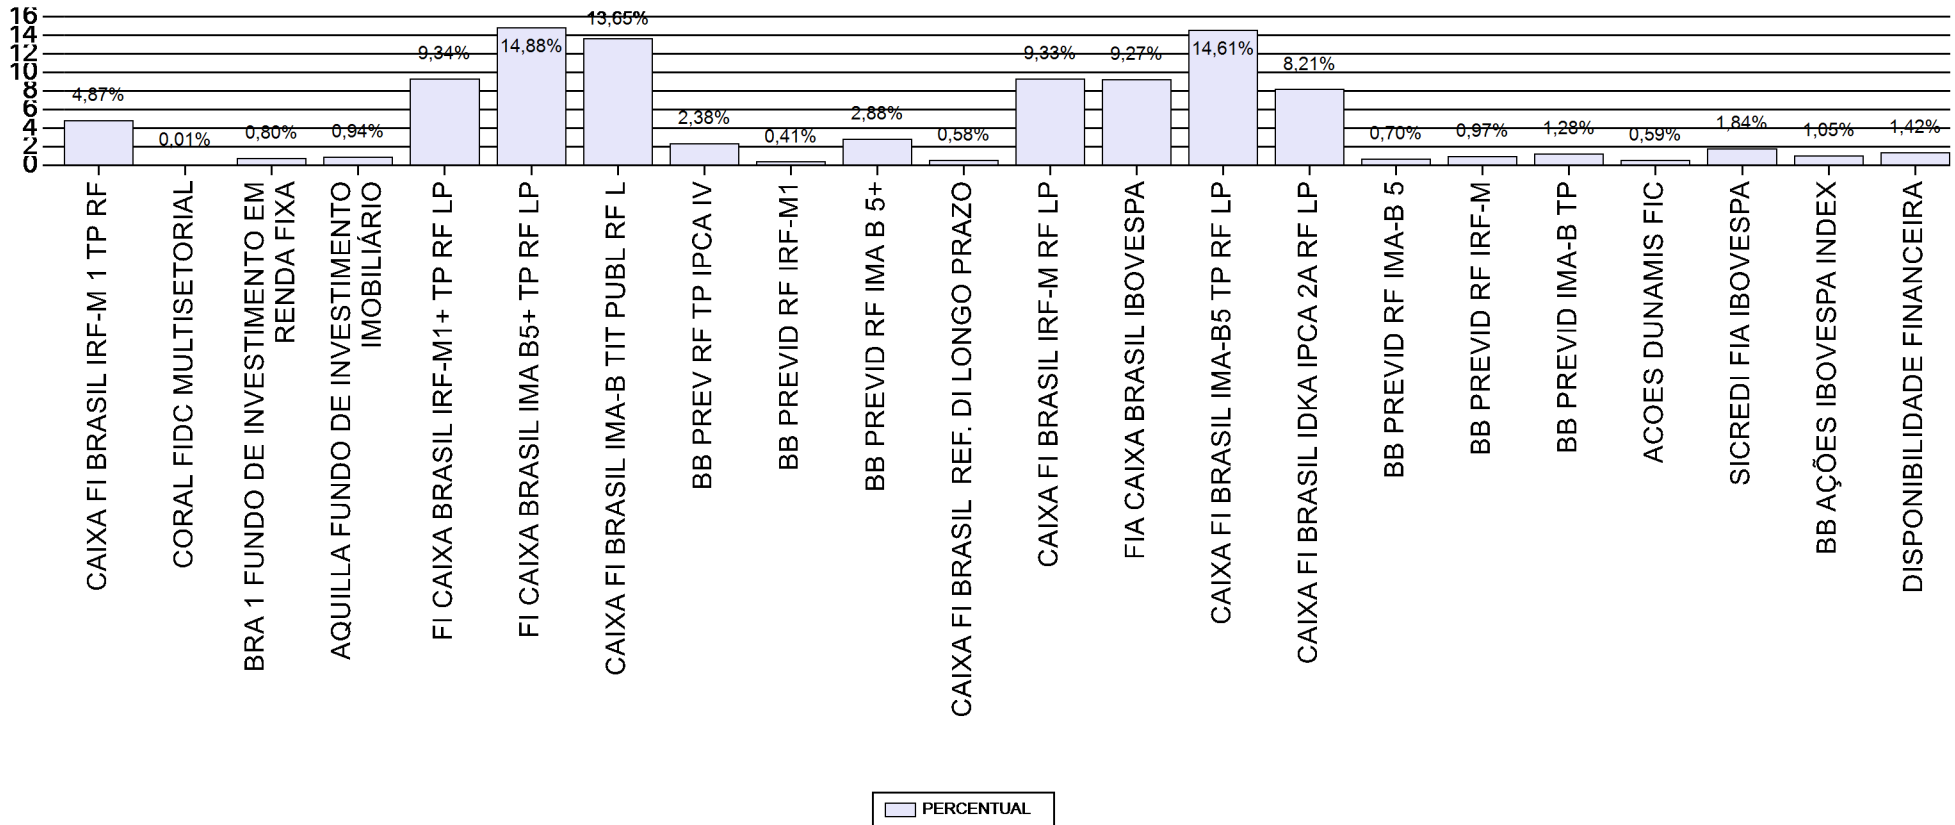 16
14
12
10
8
6
4
2
0
4,87%
0,01%
0,80%
0,94%
9,34%
14,88%
13,65%
2,38%
0,41%
2,88%
0,58%
9,33%
9,27%
14,61%
8,21%
0,70%
0,97%
1,28%
0,59%
1,84%
1,05%
1,42%
CAIXA FI BRASIL IRF-M 1 TP RF
CORAL FIDC MULTISETORIAL
BRA 1 FUNDO DE INVESTIMENTO EM
RENDA FIXA
AQUILLA FUNDO DE INVESTIMENTO
IMOBILIÁRIO
FI CAIXA BRASIL IRF-M1+ TP RF LP
FI CAIXA BRASIL IMA B5+ TP RF LP
CAIXA FI BRASIL IMA-B TIT PUBL RF L
BB PREV RF TP IPCA IV
BB PREVID RF IRF-M1
BB PREVID RF IMA B 5+
CAIXA FI BRASIL  REF. DI LONGO PRAZO
CAIXA FI BRASIL IRF-M RF LP
FIA CAIXA BRASIL IBOVESPA
CAIXA FI BRASIL IMA-B5 TP RF LP
CAIXA FI BRASIL IDKA IPCA 2A RF LP
BB PREVID RF IMA-B 5
BB PREVID RF IRF-M
BB PREVID IMA-B TP
ACOES DUNAMIS FIC
SICREDI FIA IBOVESPA
BB AÇÕES IBOVESPA INDEX
DISPONIBILIDADE FINANCEIRA
PERCENTUAL